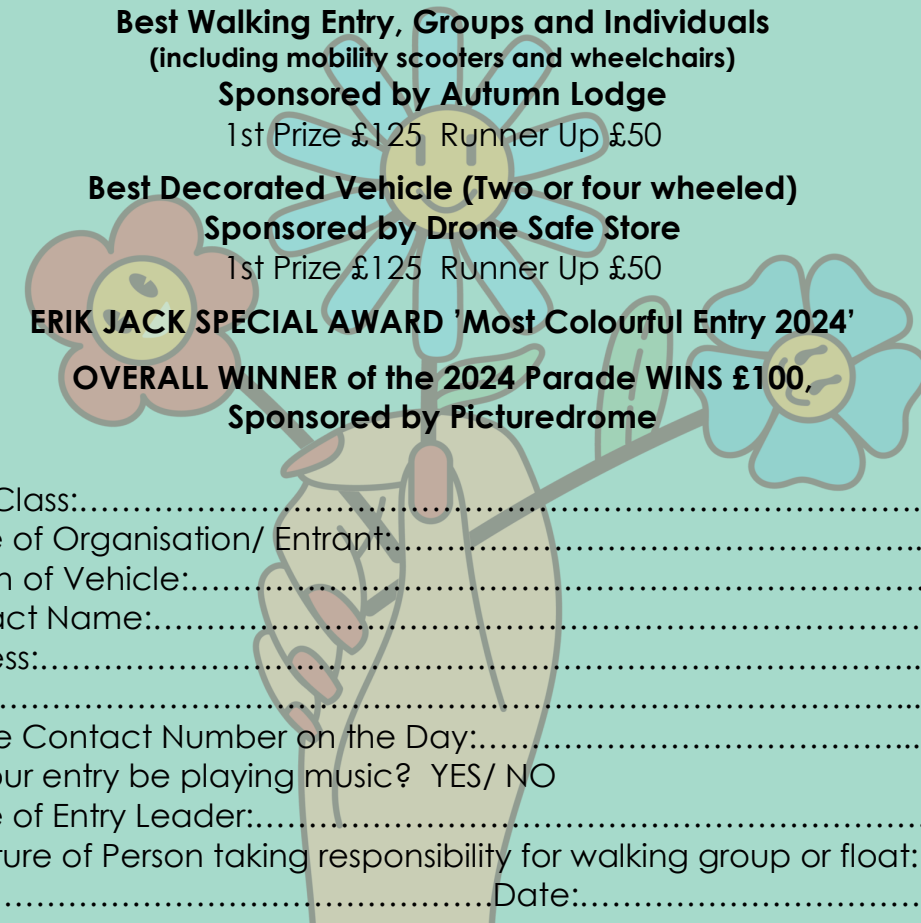 Best Walking Entry, Groups and Individuals
(including mobility scooters and wheelchairs)
Sponsored by Autumn Lodge
1st Prize £125 Runner Up £50
Best Decorated Vehicle (Two or four wheeled)
Sponsored by Drone Safe Store
1st Prize £125 Runner Up £50
ERIK JACK SPECIAL AWARD ’Most Colourful Entry 2024’
OVERALL WINNER of the 2024 Parade WINS £100,
Sponsored by Picturedrome
Class:
of Organisation/ Entrant:
of Vehicle:
Name:
Contact Number on the Day:
entry be playing music? YES/ NO
of Entry Leader:
of Person taking responsibility for walking group or float:
Date: